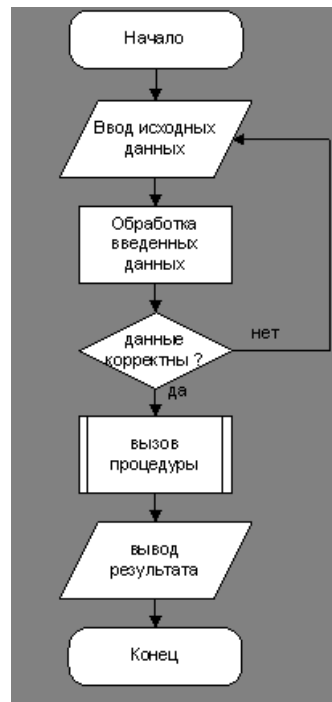 Начало
Ввод исходных
данных
Обработка
введенных
данных
данные
корректны ?
нет
да
вызов
процедуры
вывод
результата
Конец